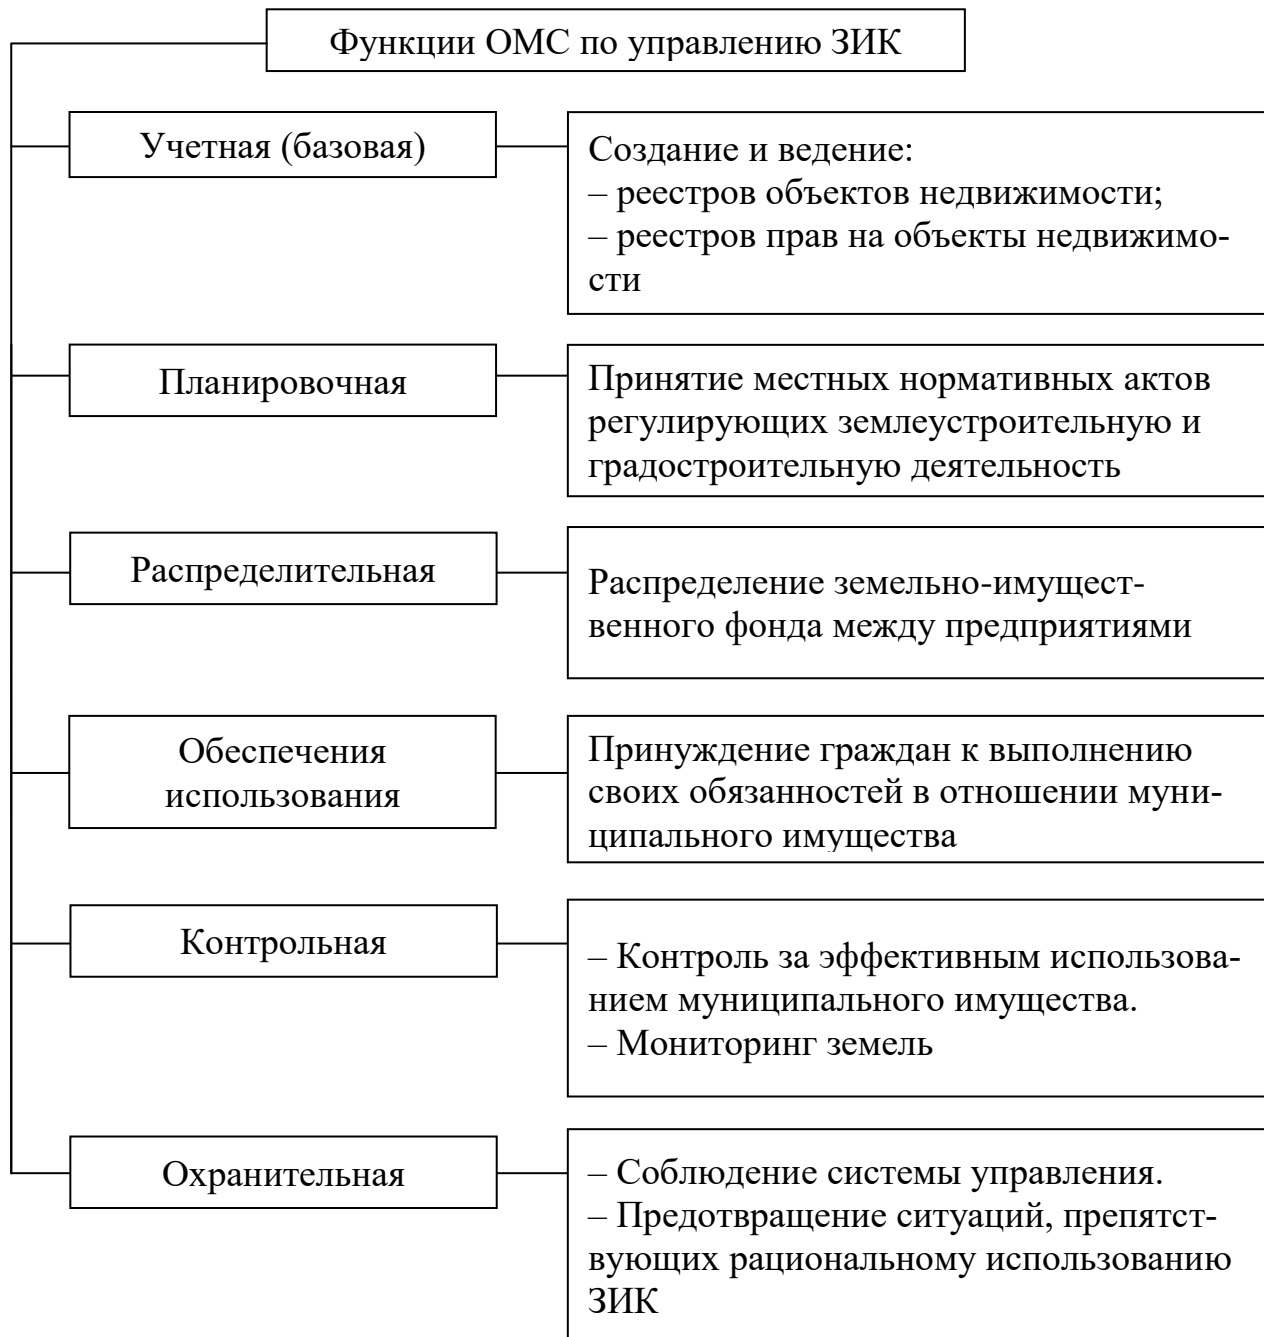 Функции ОМС по управлению ЗИК
Учетная (базовая)
Создание и ведение:
– реестров объектов недвижимости;
– реестров прав на объекты недвижимо-
сти
Планировочная
Принятие местных нормативных актов
регулирующих землеустроительную и
градостроительную деятельность
Распределительная
Распределение земельно-имущест-
венного фонда между предприятиями
Обеспечения
использования
Принуждение граждан к выполнению
своих обязанностей в отношении муни-
ципального имущества
Контрольная
– Контроль за эффективным использова-
нием муниципального имущества.
– Мониторинг земель
Охранительная
– Соблюдение системы управления.
– Предотвращение ситуаций, препятст-
вующих рациональному использованию
ЗИК